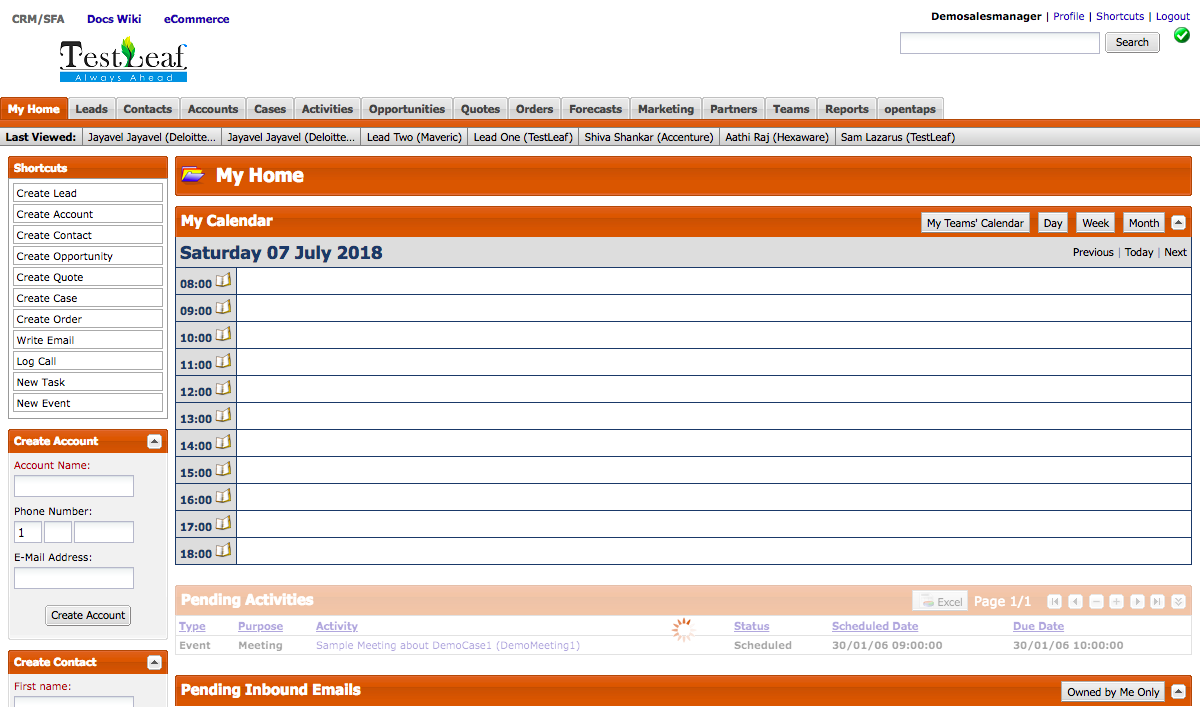 CRM/SFA Docs Wiki eCommerce
Demosalesmanager | Profile | Shortcuts | Logout
TestLeaf
Always Ahead
Search
My Home Leads Contacts Accounts Cases Activities Opportunities Quotes Orders Forecasts Marketing Partners Teams Reports opentaps
Last Viewed: Jayavel Jayavel (Deloitte... Jayavel Jayavel (Deloitte... Lead Two (Maveric) Lead One (TestLeaf) Shiva Shankar (Accenture) Aathi Raj (Hexaware) Sam Lazarus (TestLeaf)
Shortcuts
Create Lead
Create Account
Create Contact
Create Opportunity
Create Quote
Create Case
Create Order
Write Email
Log Call
New Task
New Event
Create Account
Account Name:
Phone Number:
1
E-Mail Address:
Create Account
Create Contact
First name:
My Home
My Calendar My Teams' Calendar Day Week Month
Saturday 07 July 2018 Previous | Today | Next
08:00
09:00
10:00
11:00
12:00
13:00
14:00
15:00
16:00
17:00
18:00
Pending Activities Excel Page 1/1
Type Purpose Activity Status Scheduled Date Due Date
Event Meeting Sample Meeting about DemoCase1 (DemoMeeting1) Scheduled 30/01/06 09:00:00 30/01/06 10:00:00
Pending Inbound Emails Owned by Me Only